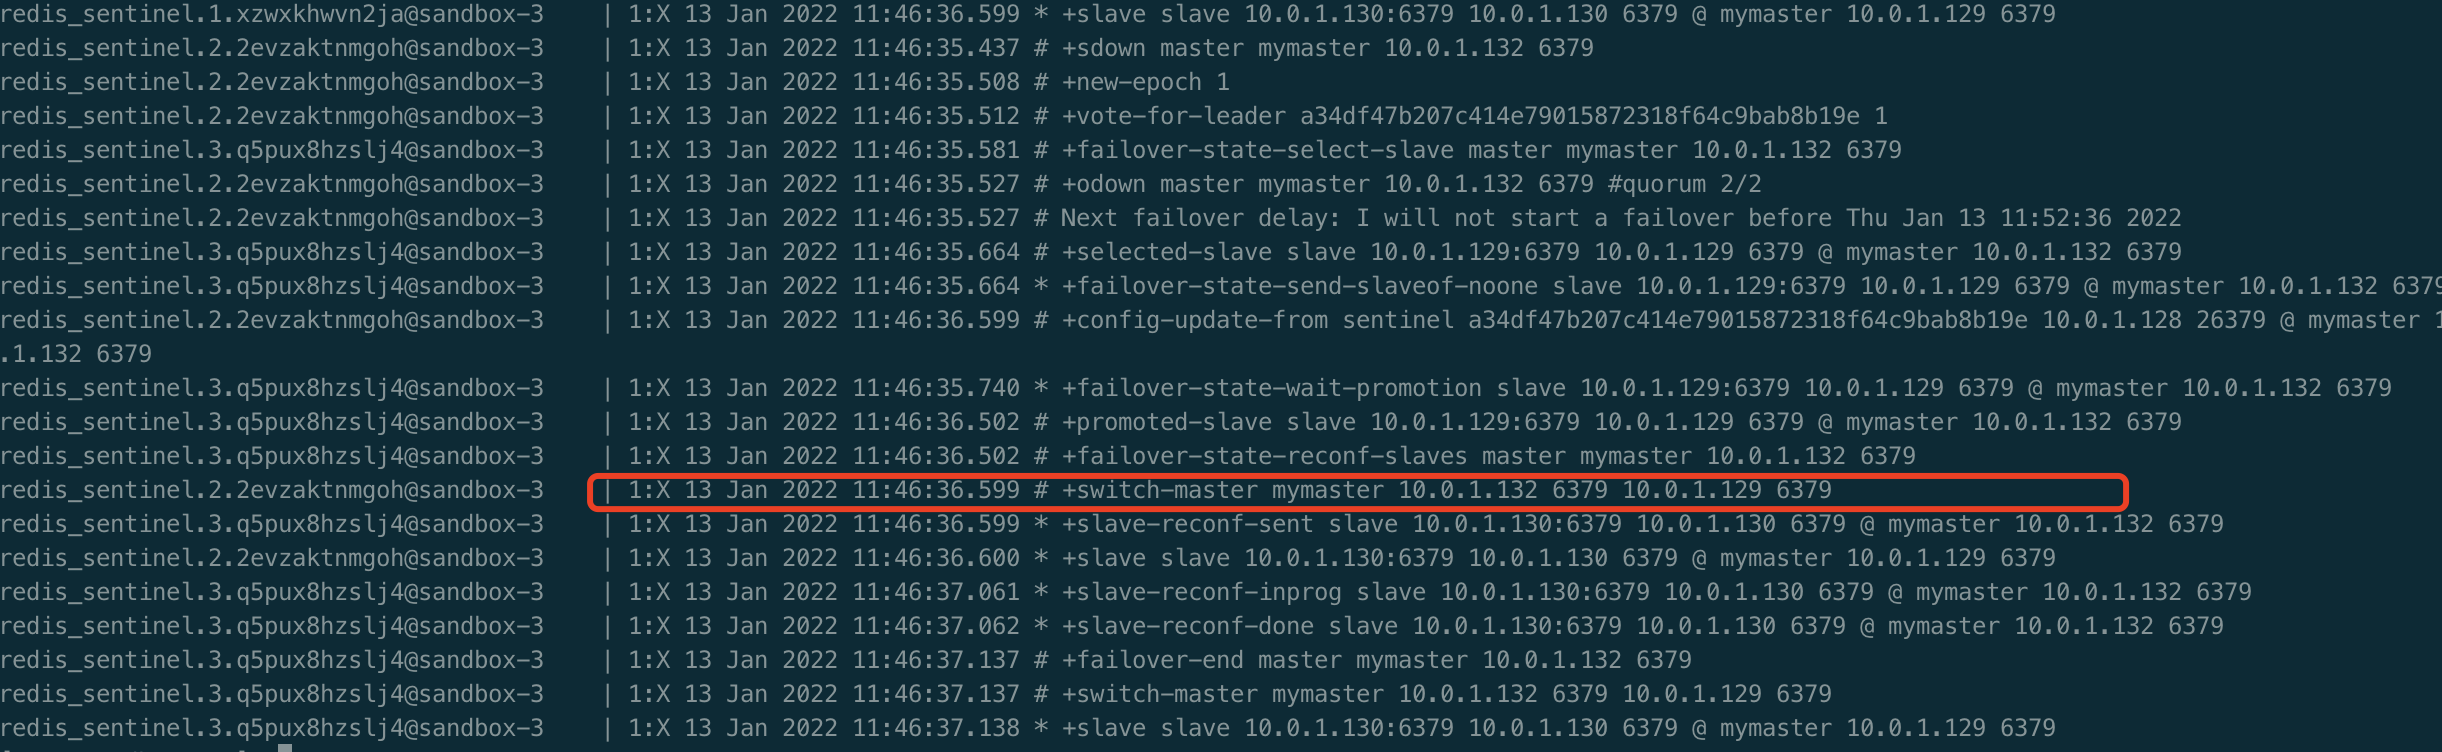 redis_sentinel.1.xzwxkhwvn2ja@sandbox-3    | 1:X 13 Jan 2022 11:46:36.599 * +slave slave 10.0.1.130:6379 10.0.1.130 6379 @ mymaster 10.0.1.129 6379
redis_sentinel.2.2evzaktnmgoh@sandbox-3    | 1:X 13 Jan 2022 11:46:35.437 # +sdown master mymaster 10.0.1.132 6379
redis_sentinel.2.2evzaktnmgoh@sandbox-3    | 1:X 13 Jan 2022 11:46:35.508 # +new-epoch 1
redis_sentinel.2.2evzaktnmgoh@sandbox-3    | 1:X 13 Jan 2022 11:46:35.512 # +vote-for-leader a34df47b207c414e79015872318f64c9bab8b19e 1
redis_sentinel.3.q5pux8hzslj4@sandbox-3    | 1:X 13 Jan 2022 11:46:35.581 # +failover-state-select-slave master mymaster 10.0.1.132 6379
redis_sentinel.2.2evzaktnmgoh@sandbox-3    | 1:X 13 Jan 2022 11:46:35.527 # +odown master mymaster 10.0.1.132 6379 #quorum 2/2
redis_sentinel.2.2evzaktnmgoh@sandbox-3    | 1:X 13 Jan 2022 11:46:35.527 # Next failover delay: I will not start a failover before Thu Jan 13 11:52:36 2022
redis_sentinel.3.q5pux8hzslj4@sandbox-3    | 1:X 13 Jan 2022 11:46:35.664 # +selected-slave slave 10.0.1.129:6379 10.0.1.129 6379 @ mymaster 10.0.1.132 6379
redis_sentinel.3.q5pux8hzslj4@sandbox-3    | 1:X 13 Jan 2022 11:46:35.664 * +failover-state-send-slaveof-noone slave 10.0.1.129:6379 10.0.1.129 6379 @ mymaster 10.0.1.132 6379
redis_sentinel.2.2evzaktnmgoh@sandbox-3    | 1:X 13 Jan 2022 11:46:36.599 # +config-update-from sentinel a34df47b207c414e79015872318f64c9bab8b19e 10.0.1.128 26379 @ mymaster 1
.1.132 6379
redis_sentinel.3.q5pux8hzslj4@sandbox-3    | 1:X 13 Jan 2022 11:46:35.740 * +failover-state-wait-promotion slave 10.0.1.129:6379 10.0.1.129 6379 @ mymaster 10.0.1.132 6379
redis_sentinel.3.q5pux8hzslj4@sandbox-3    | 1:X 13 Jan 2022 11:46:36.502 # +promoted-slave slave 10.0.1.129:6379 10.0.1.129 6379 @ mymaster 10.0.1.132 6379
redis_sentinel.3.q5pux8hzslj4@sandbox-3    | 1:X 13 Jan 2022 11:46:36.502 # +failover-state-reconf-slaves master mymaster 10.0.1.132 6379
redis_sentinel.2.2evzaktnmgoh@sandbox-3    | 1:X 13 Jan 2022 11:46:36.599 # +switch-master mymaster 10.0.1.132 6379 10.0.1.129 6379
redis_sentinel.3.q5pux8hzslj4@sandbox-3    | 1:X 13 Jan 2022 11:46:36.599 * +slave-reconf-sent slave 10.0.1.130:6379 10.0.1.130 6379 @ mymaster 10.0.1.132 6379
redis_sentinel.2.2evzaktnmgoh@sandbox-3    | 1:X 13 Jan 2022 11:46:36.600 * +slave slave 10.0.1.130:6379 10.0.1.130 6379 @ mymaster 10.0.1.129 6379
redis_sentinel.3.q5pux8hzslj4@sandbox-3    | 1:X 13 Jan 2022 11:46:37.061 * +slave-reconf-inprog slave 10.0.1.130:6379 10.0.1.130 6379 @ mymaster 10.0.1.132 6379
redis_sentinel.3.q5pux8hzslj4@sandbox-3    | 1:X 13 Jan 2022 11:46:37.062 * +slave-reconf-done slave 10.0.1.130:6379 10.0.1.130 6379 @ mymaster 10.0.1.132 6379
redis_sentinel.3.q5pux8hzslj4@sandbox-3    | 1:X 13 Jan 2022 11:46:37.137 # +failover-end master mymaster 10.0.1.132 6379
redis_sentinel.3.q5pux8hzslj4@sandbox-3    | 1:X 13 Jan 2022 11:46:37.137 # +switch-master mymaster 10.0.1.132 6379 10.0.1.129 6379
redis_sentinel.3.q5pux8hzslj4@sandbox-3    | 1:X 13 Jan 2022 11:46:37.138 * +slave slave 10.0.1.130:6379 10.0.1.130 6379 @ mymaster 10.0.1.129 6379